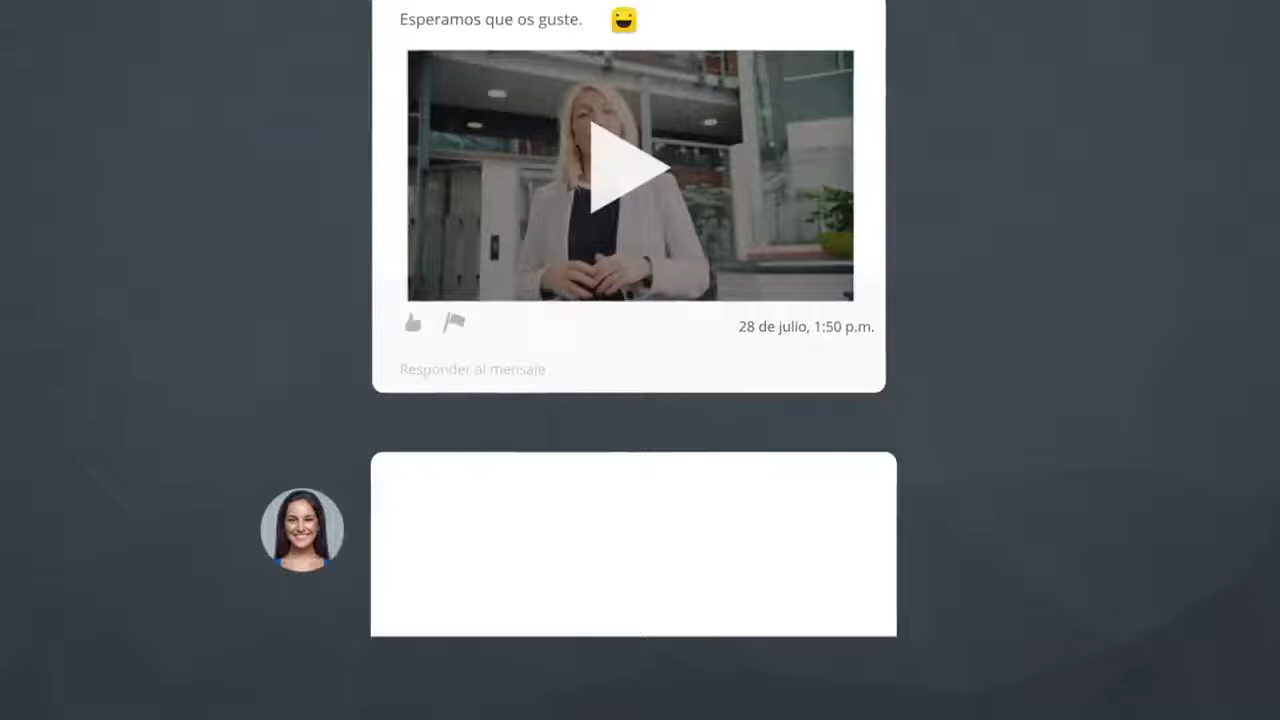 Esperamos que os guste.
28 de julio, 1:50 p.m.
Responder al mensaje